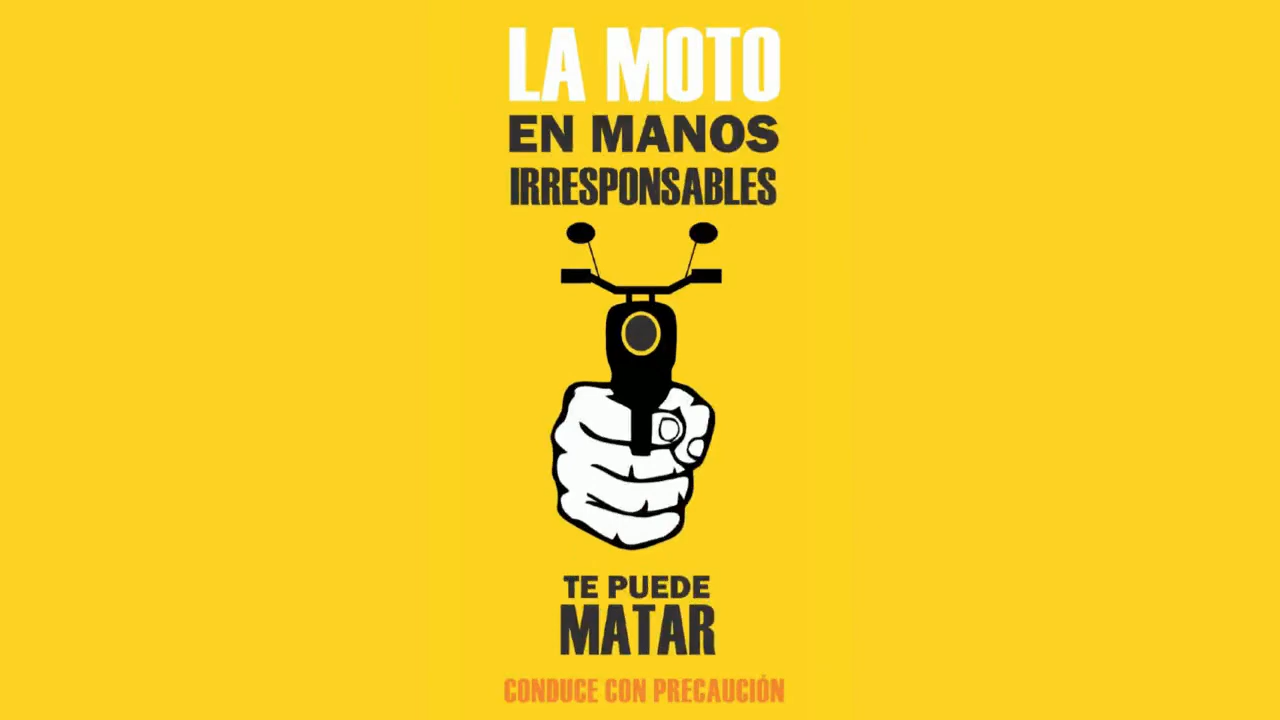 LA MOTO
EN MANOS
IRRESPONSABLES
TE PUEDE
MATAR
CONDUCE CON PRECAUCIÓN